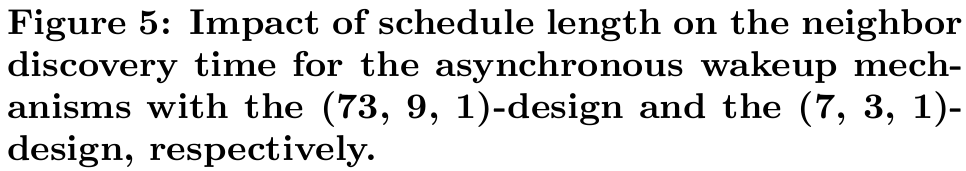 Figure 5: Impact of schedule length on the neighbor
discovery time for the asynchronous wakeup mech-
anisms with the (73, 9, 1)-design and the (7, 3, 1)-
design, respectively.